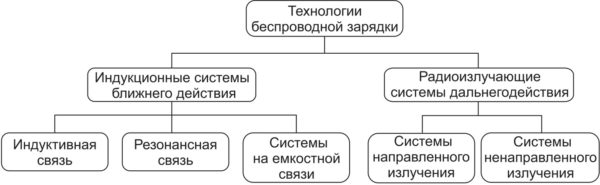 Технологии
беспроводной зарядки
Индукционные системы
ближнего действия
Радиоизлучающие
системы дальнегодействия
Индуктивная
связь
Резонансная
связь
Системы
на емкостной
связи
Системы
направленного
излучения
Системы
ненаправленного
излучения